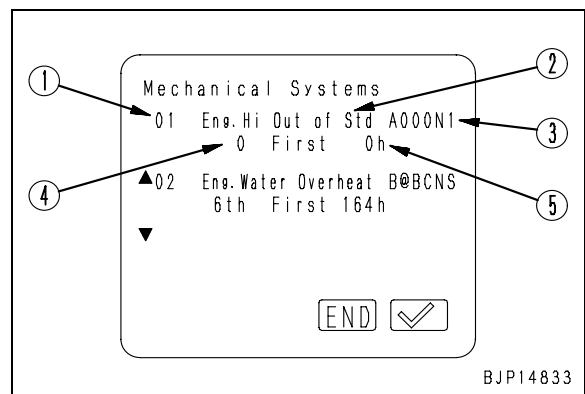 Mechanical Systems
01 Eng.Hi Out of Std A000N1
0 First 0h
▲02 Eng.Water Overheat B@BCNS
6th First 164h
▼
END
1
2
3
4
5
BJP14833